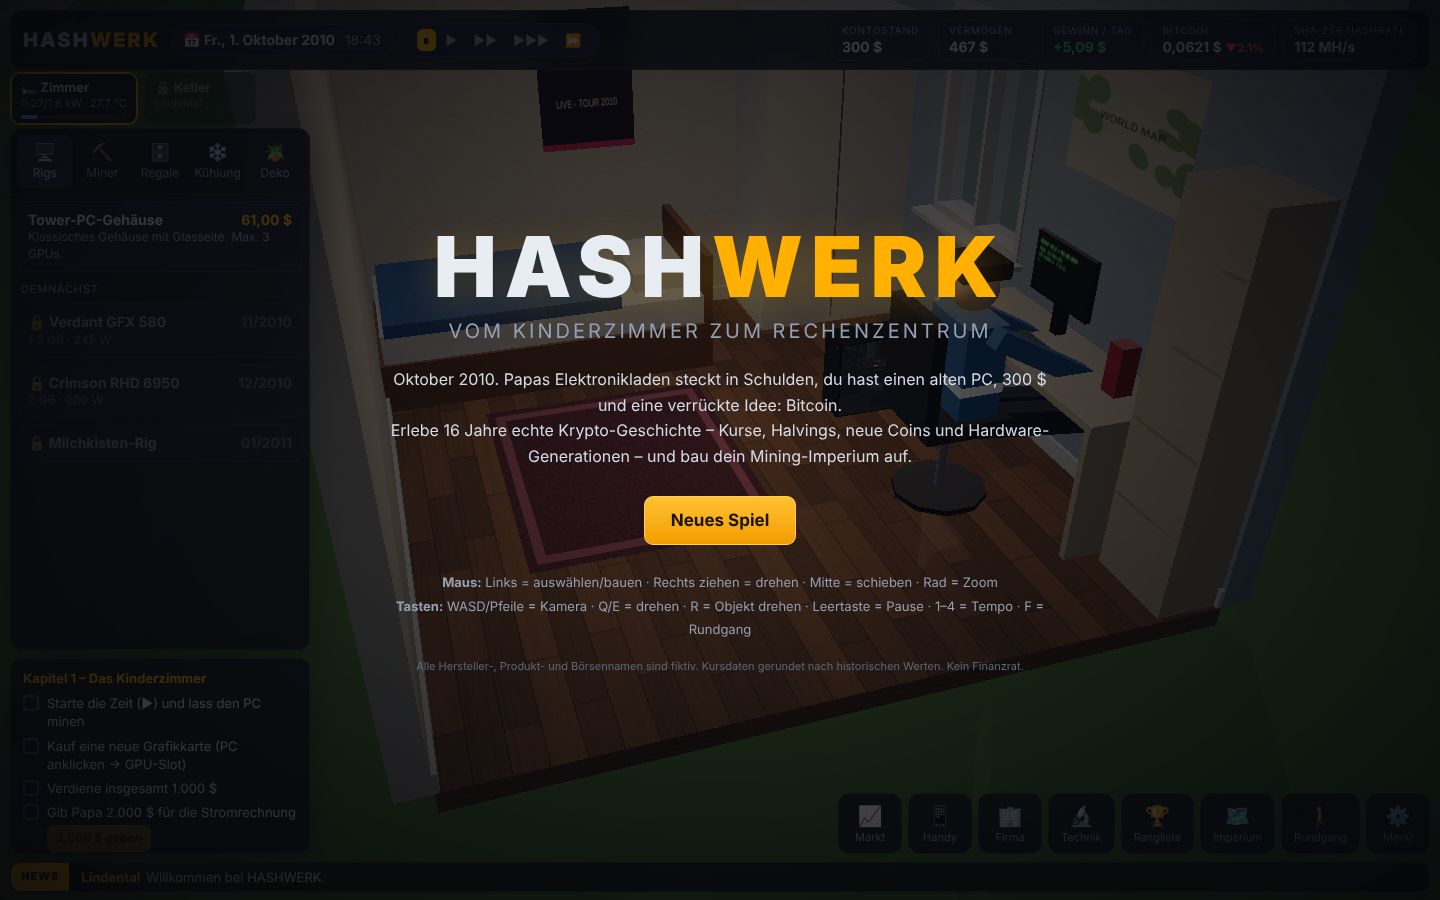 HASHWERK
Fr., 1. Oktober 2010 18:43
KONTOSTAND
300 $
VERMÖGEN
467 $
GEWINN / TAG
+5,09 $
BITCOIN
0,0621 $ ▼2.1%
SHA-256 HASHRATE
112 MH/s
Zimmer
0.27/1.8 kW 27.7 °C
Keller
Lindental
Rigs
Miner
Regale
Kühlung
Deko
Tower-PC-Gehäuse 61,00 $
Klassisches Gehäuse mit Glasseite. Max. 3
GPUs.
DEMNÄCHST
Verdant GFX 580 11/2010
1.5 GB · 245 W
Crimson RHD 6950 12/2010
2 GB · 200 W
Milchkisten-Rig 01/2011
LIVE · TOUR 2010
WORLD MAP
HASHWERK
VOM KINDERZIMMER ZUM RECHENZENTRUM
Oktober 2010. Papas Elektronikladen steckt in Schulden, du hast einen alten PC, 300 $
und eine verrückte Idee: Bitcoin.
Erlebe 16 Jahre echte Krypto-Geschichte – Kurse, Halvings, neue Coins und Hardware-
Generationen – und bau dein Mining-Imperium auf.
Neues Spiel
Maus: Links = auswählen/bauen · Rechts ziehen = drehen · Mitte = schieben · Rad = Zoom
Tasten: WASD/Pfeile = Kamera · Q/E = drehen · R = Objekt drehen · Leertaste = Pause · 1–4 = Tempo · F =
Rundgang
Alle Hersteller-, Produkt- und Börsennamen sind fiktiv. Kursdaten gerundet nach historischen Werten. Kein Finanzrat.
Kapitel 1 – Das Kinderzimmer
Starte die Zeit (▶) und lass den PC
minen
Kauf eine neue Grafikkarte (PC
anklicken → GPU-Slot)
Verdiene insgesamt 1.000 $
Gib Papa 2.000 $ für die Stromrechnung
2.000 $ geben
Markt
Handy
Firma
Technik
Rangliste
Imperium
Rundgang
Menü
NEWS Lindental Willkommen bei HASHWERK.